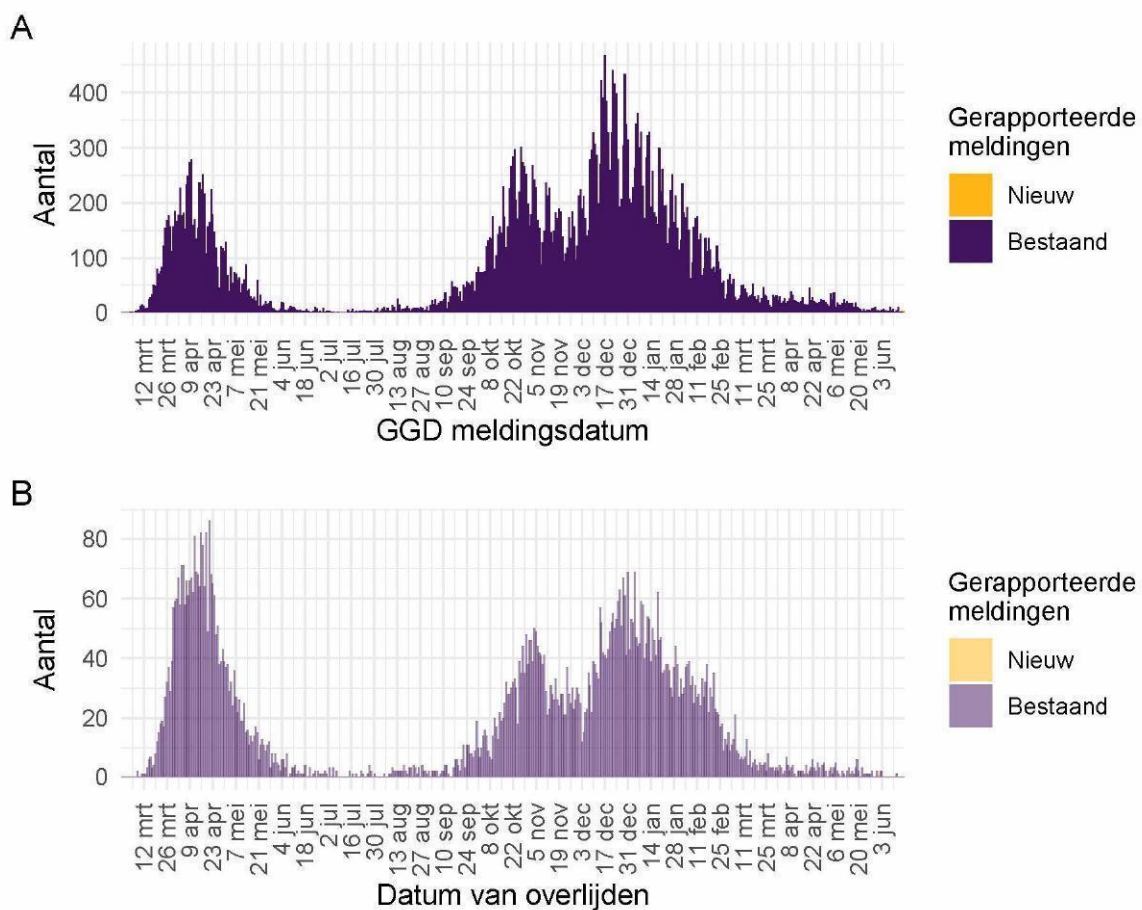 A
Aantal
400
300
200
100
0
12 mrt
26 mrt
9 apr
23 apr
7 mei
21 mei
4 jun
18 jun
2 jul
16 jul
30 jul
13 aug
27 aug
10 sep
24 sep
8 okt
22 okt
5 nov
19 nov
3 dec
17 dec
31 dec
14 jan
28 jan
11 feb
25 feb
11 mrt
25 mrt
8 apr
22 apr
6 mei
20 mei
3 jun
GGD meldingsdatum
Gerapporteerde
meldingen
Nieuw
Bestaand
B
Aantal
80
60
40
20
0
12 mrt
26 mrt
9 apr
23 apr
7 mei
21 mei
4 jun
18 jun
2 jul
16 jul
30 jul
13 aug
27 aug
10 sep
24 sep
8 okt
22 okt
5 nov
19 nov
3 dec
17 dec
31 dec
14 jan
28 jan
11 feb
25 feb
11 mrt
25 mrt
8 apr
22 apr
6 mei
20 mei
3 jun
Datum van overlijden
Gerapporteerde
meldingen
Nieuw
Bestaand